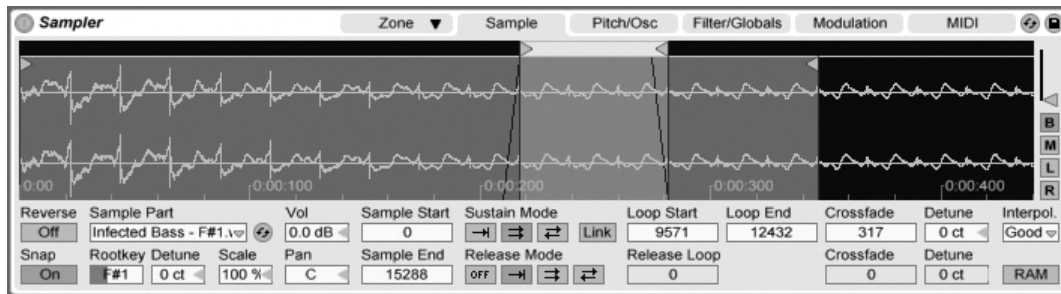 Sampler Zone ▼ Sample Pitch/Osc Filter/Globals Modulation MIDI
B
M
L
R
0:00 0:00:100 0:00:200 0:00:300 0:00:400
Reverse Sample Part Vol Sample Start Sustain Mode Loop Start Loop End Crossfade Detune Interpol.
Off Infected Bass - F#1.v 0.0 dB 0 Link 9571 12432 317 0 ct Good
Snap Rootkey Detune Scale Pan Sample End Release Mode Release Loop Crossfade Detune
On F#1 0 ct 100 % C 15288 OFF 0 0 0 ct RAM